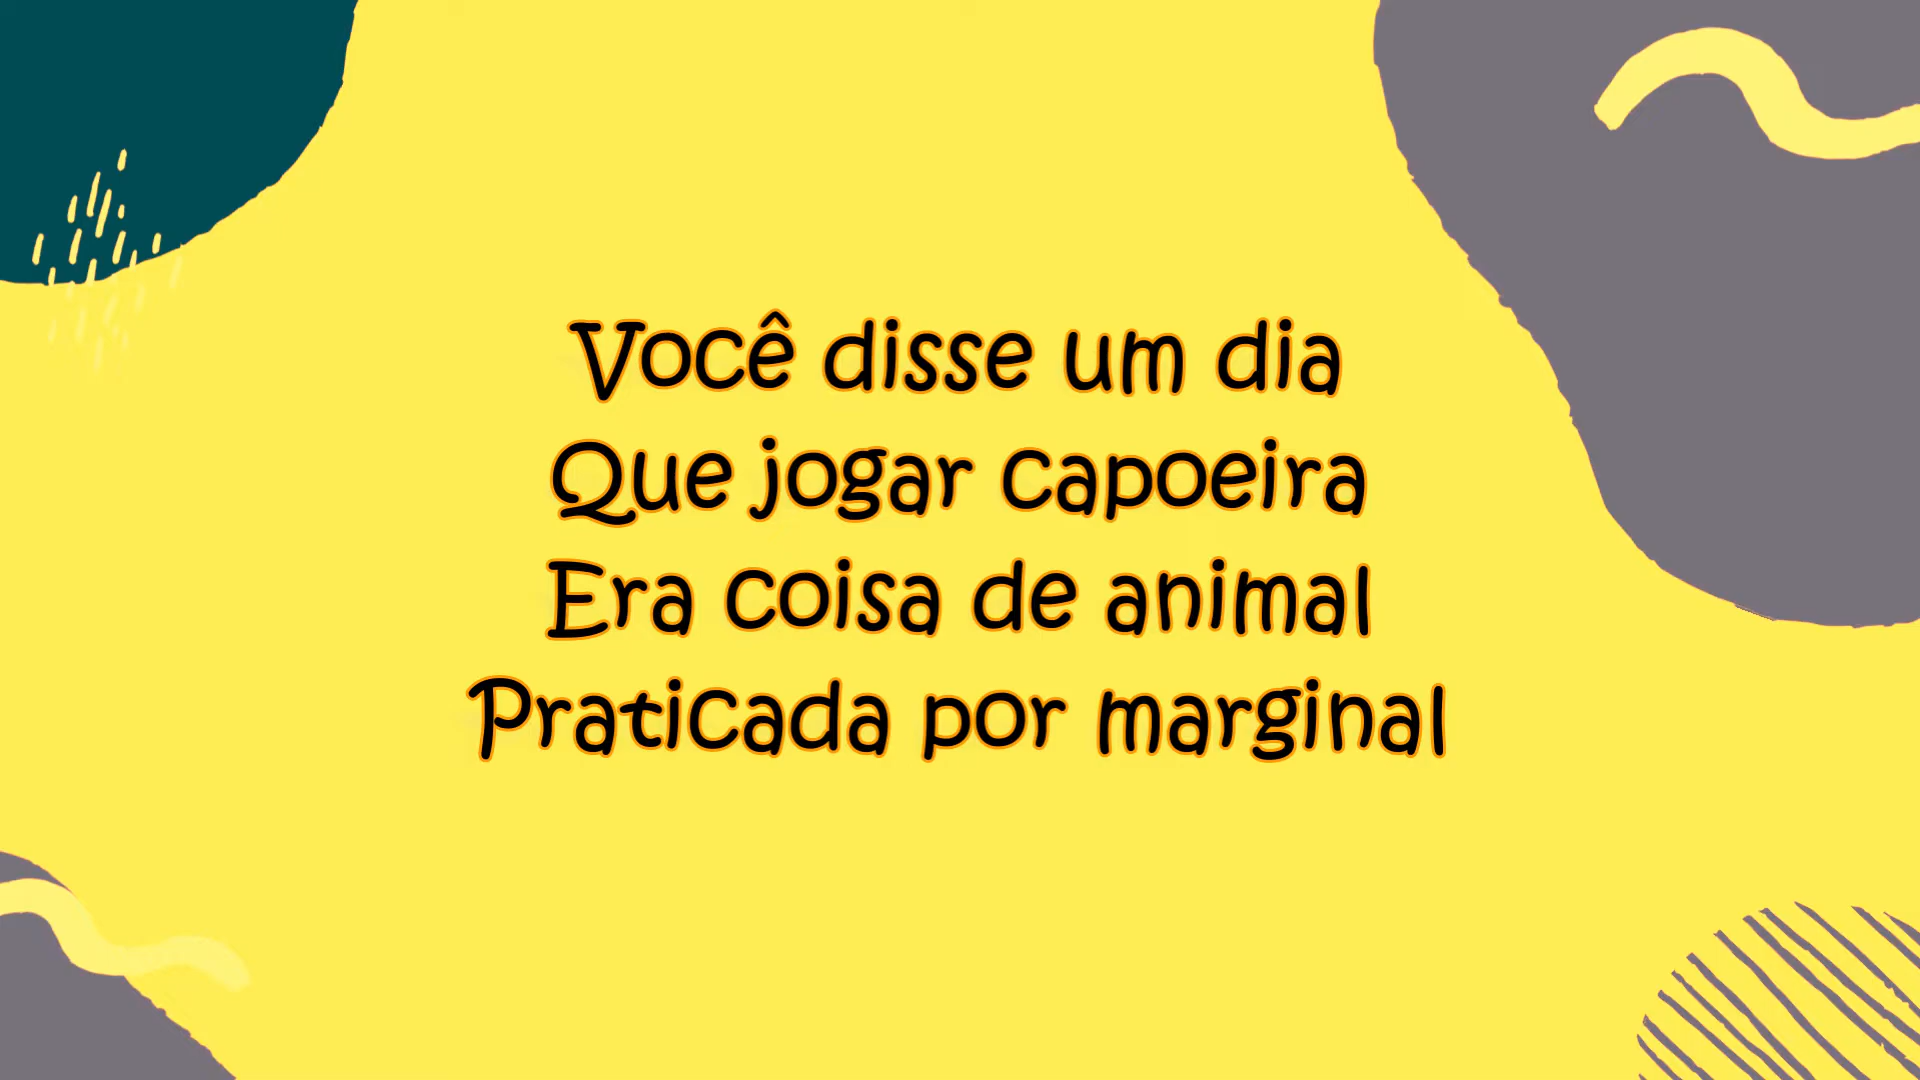 Você disse um dia
Que jogar capoeira
Era coisa de animal
Praticada por marginal